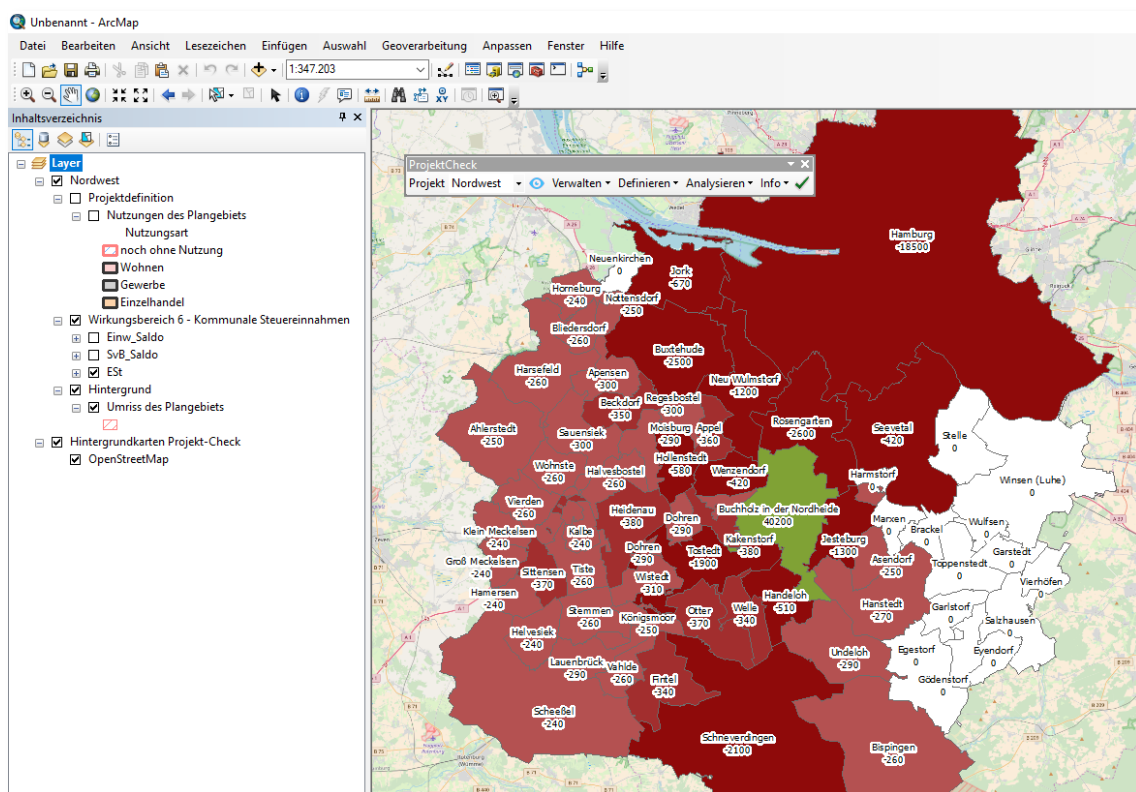 Unbenannt - ArcMap
Datei Bearbeiten Ansicht Lesezeichen Einfügen Auswahl Geoverarbeitung Anpassen Fenster Hilfe
1:347.203
Inhaltsverzeichnis
Layer
Nordwest
Projektdefinition
Nutzungen des Plangebiets
Nutzungsart
noch ohne Nutzung
Wohnen
Gewerbe
Einzelhandel
Wirkungsbereich 6 - Kommunale Steuereinnahmen
Einw_Saldo
SvB_Saldo
ESt
Hintergrund
Umriss des Plangebiets
Hintergrundkarten Projekt-Check
OpenStreetMap
ProjektCheck
Projekt Nordwest Verwalten Definieren Analysieren Info
Hamburg
-18500
Neuenkirchen
0
Jork
-670
Horneburg
-240
Nottensdorf
-250
Bliedersdorf
-260
Buxtehude
-2500
Harsefeld
-260
Apensen
-300
Neu Wulmstorf
-1200
Beckdorf
-350
Regesbostel
-300
Ahlerstedt
-250
Sauensiek
-300
Moisburg
-290
Appel
-360
Rosengarten
-2600
Seevetal
-420
Stelle
0
Hollenstedt
-580
Wohnste
-260
Halvesbostel
-260
Wenzendorf
-420
Harmstorf
0
Winsen (Luhe)
0
Vierden
-260
Heidenau
-380
Dohren
-290
Buchholz in der Nordheide
40200
Marxen
0
Brackel
0
Wulfsen
0
Klein Meckelsen
-240
Kalbe
-240
Kakenstorf
-380
Jesteburg
-1300
Dohren
-290
Tostedt
-1900
Garstedt
0
Groß Meckelsen
-240
Sittensen
-370
Tiste
-260
Asendorf
-250
Toppenstedt
0
Vierhöfen
0
Wistedt
-310
Hamersen
-240
Handeloh
-510
Stemmen
-260
Königsmoor
-250
Otter
-370
Welle
-340
Hanstedt
-270
Garlstorf
0
Salzhausen
0
Helvesiek
-240
Undeloh
-290
Egestorf
0
Eyendorf
0
Lauenbrück
-290
Vahlde
-260
Fintel
-340
Gödenstorf
0
Scheeßel
-240
Schneverdingen
-2100
Bispingen
-260